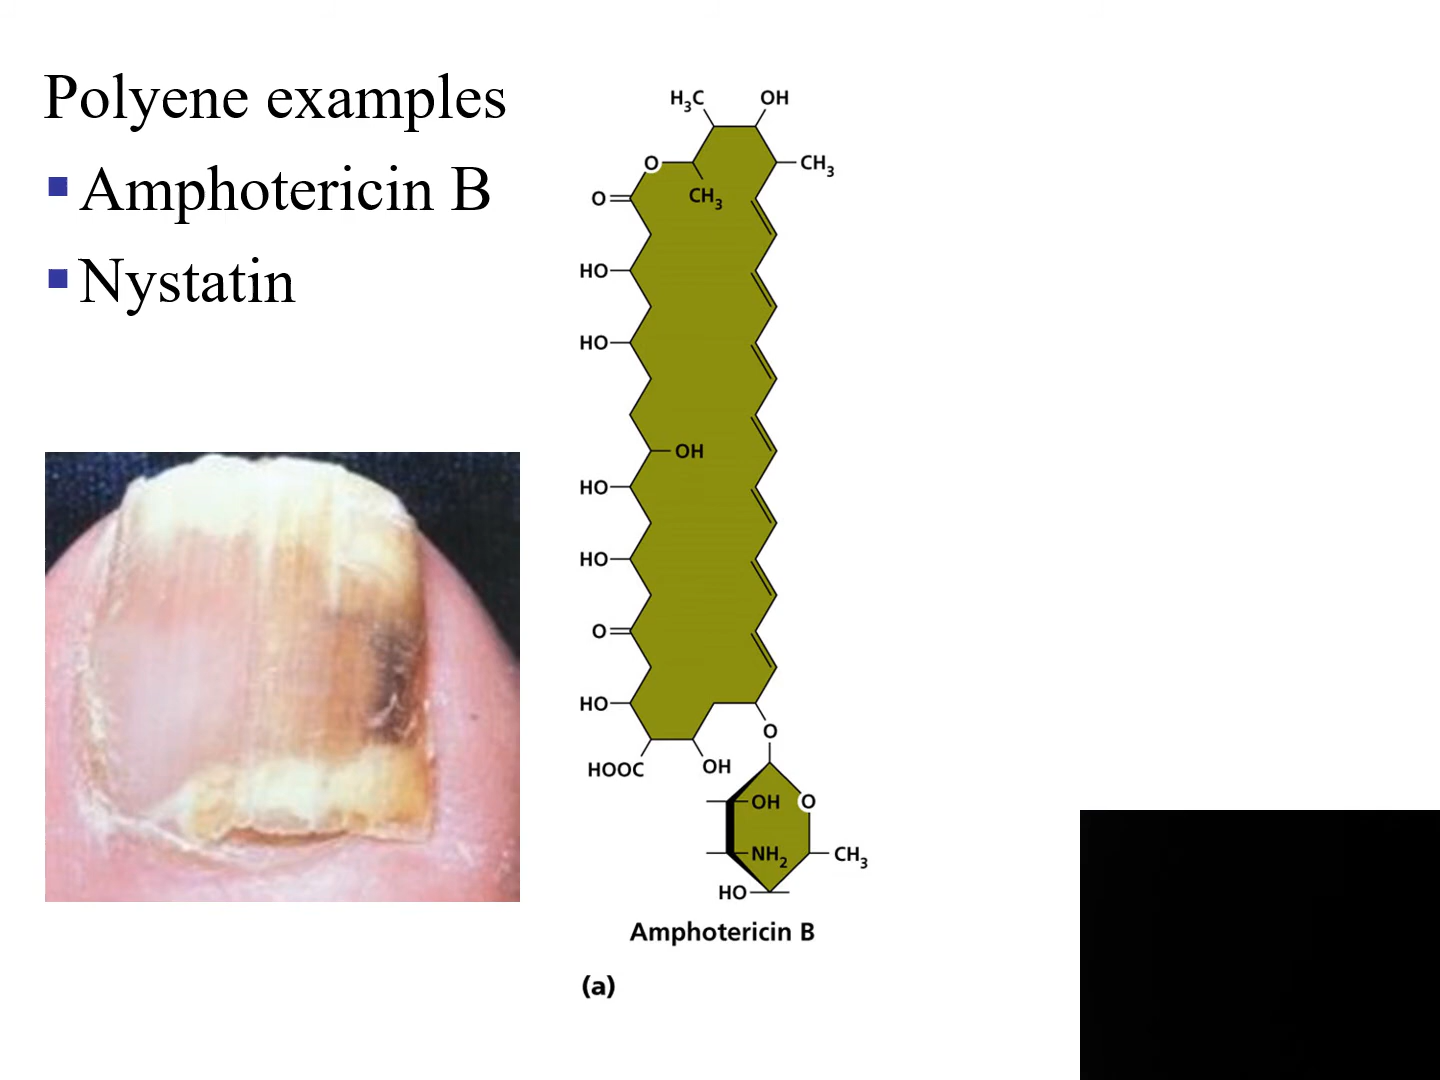 Polyene examples
▪Amphotericin B
▪Nystatin
H3C OH
O CH3
O CH3
HO
HO
OH
HO
HO
O
HO
O
HOOC OH
OH O
NH2 CH3
HO
Amphotericin B
(a)